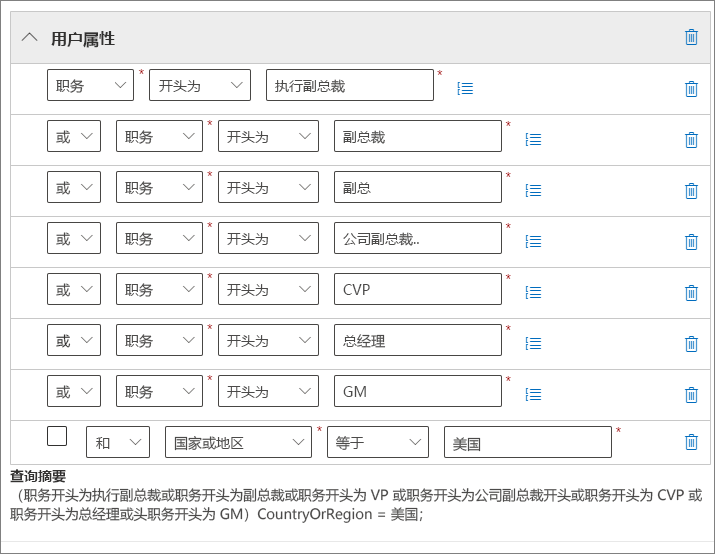 用户属性
职务 * 开头为 执行副总裁 *
或 职务 * 开头为 副总裁 *
或 职务 * 开头为 副总 *
或 职务 * 开头为 公司副总裁.. *
或 职务 * 开头为 CVP *
或 职务 * 开头为 总经理 *
或 职务 * 开头为 GM *
和 国家或地区 * 等于 美国 *
查询摘要
（职务开头为执行副总裁或职务开头为副总裁或职务开头为 VP 或职务开头为公司副总裁开头或职务开头为 CVP 或
职务开头为总经理或头职务开头为 GM）CountryOrRegion = 美国;